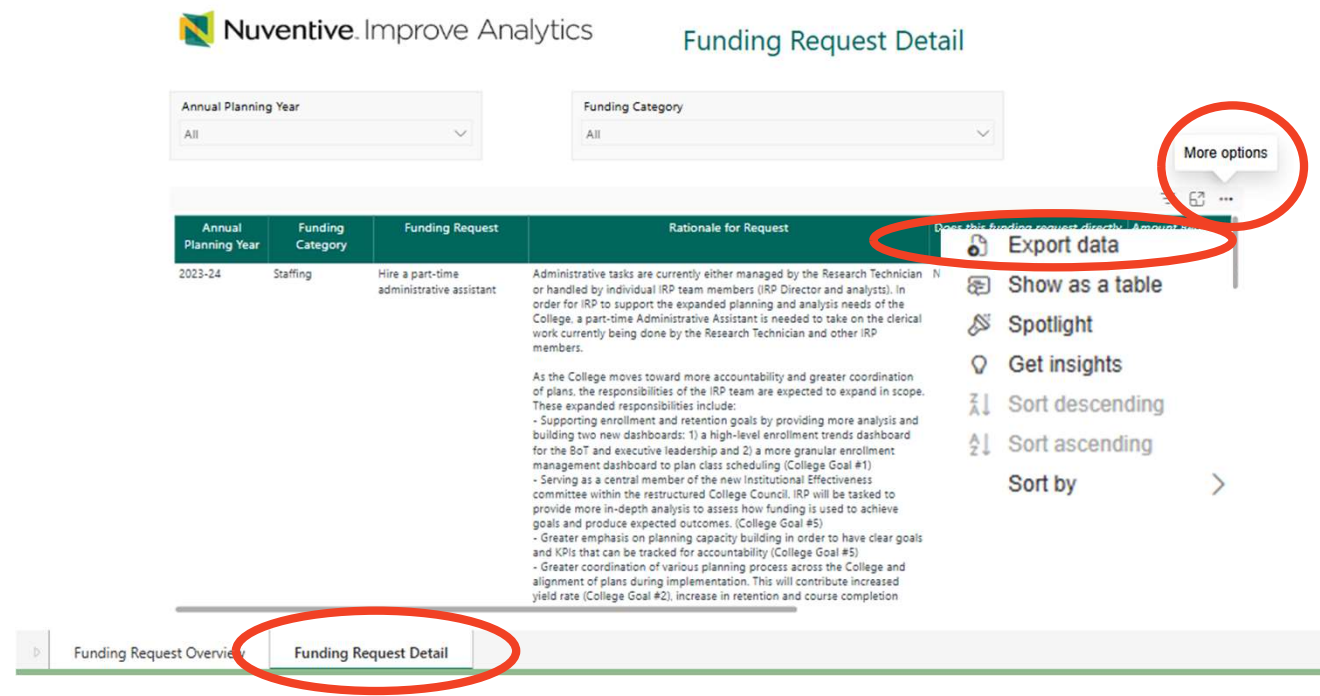 Nuventive. Improve Analytics
Funding Request Detail
Annual Planning Year
All
Funding Category
All
More options
Annual Planning Year
Funding Category
Funding Request
Rationale for Request
Does this funding request directly
Amount
2023-24
Staffing
Hire a part-time
administrative assistant
Administrative tasks are currently either managed by the Research Technician
or handled by individual IRP team members (IRP Director and analysts). In
order for IRP to support the expanded planning and analysis needs of the
College, a part-time Administrative Assistant is needed to take on the clerical
work currently being done by the Research Technician and other IRP
members.
As the College moves toward more accountability and greater coordination
of plans, the responsibilities of the IRP team are expected to expand in scope.
These expanded responsibilities include:
- Supporting enrollment and retention goals by providing more analysis and
building two new dashboards: 1) a high-level enrollment trends dashboard
for the BoT and executive leadership and 2) a more granular enrollment
management dashboard to plan class scheduling (College Goal #1)
- Serving as a central member of the new Institutional Effectiveness
committee within the restructured College Council. IRP will be tasked to
provide more in-depth analysis to assess how funding is used to achieve
goals and produce expected outcomes. (College Goal #5)
- Greater emphasis on planning capacity building in order to have clear goals
and KPIs that can be tracked for accountability (College Goal #5)
- Greater coordination of various planning process across the College and
alignment of plans during implementation. This will contribute increased
yield rate (College Goal #2), increase in retention and course completion
N
Export data
Show as a table
Spotlight
Get insights
Sort descending
Sort ascending
Sort by
Funding Request Overview
Funding Request Detail